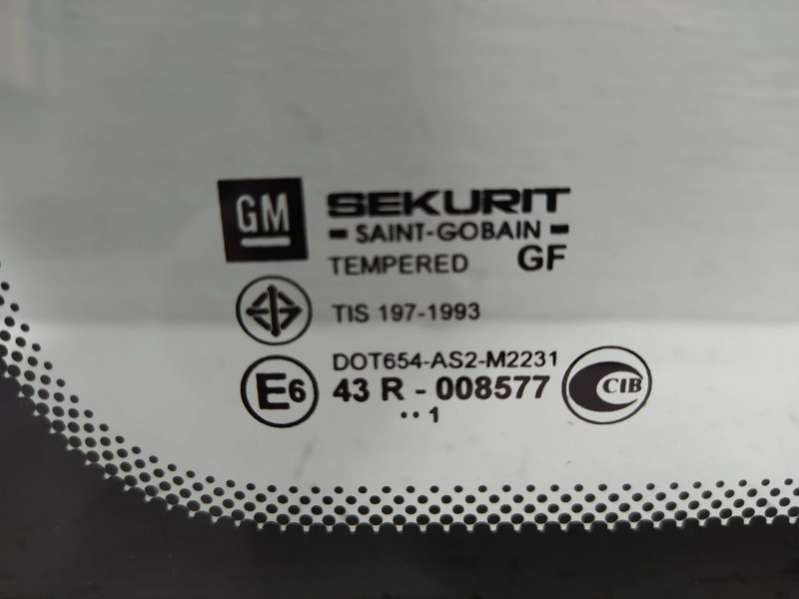 GM SEKURIT
SAINT-GOBAIN
TEMPERED GF
TIS 197-1993
DOT654-AS2-M2231
E6 43 R - 008577 CIB
•• 1